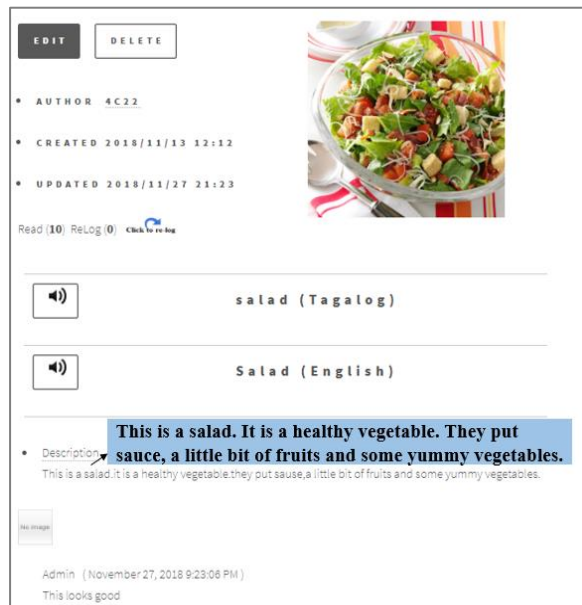 EDIT DELETE
AUTHOR 4C22
CREATED 2018/11/13 12:12
UPDATED 2018/11/27 21:23
Read (10) ReLog (0) Click to re-log
salad (Tagalog)
Salad (English)
This is a salad. It is a healthy vegetable. They put
sauce, a little bit of fruits and some yummy vegetables.
Description
This is a salad.it is a healthy vegetable.they put sause,a little bit of fruits and some yummy vegetables.
No image
Admin ( November 27, 2018 9:23:06 PM )
This looks good